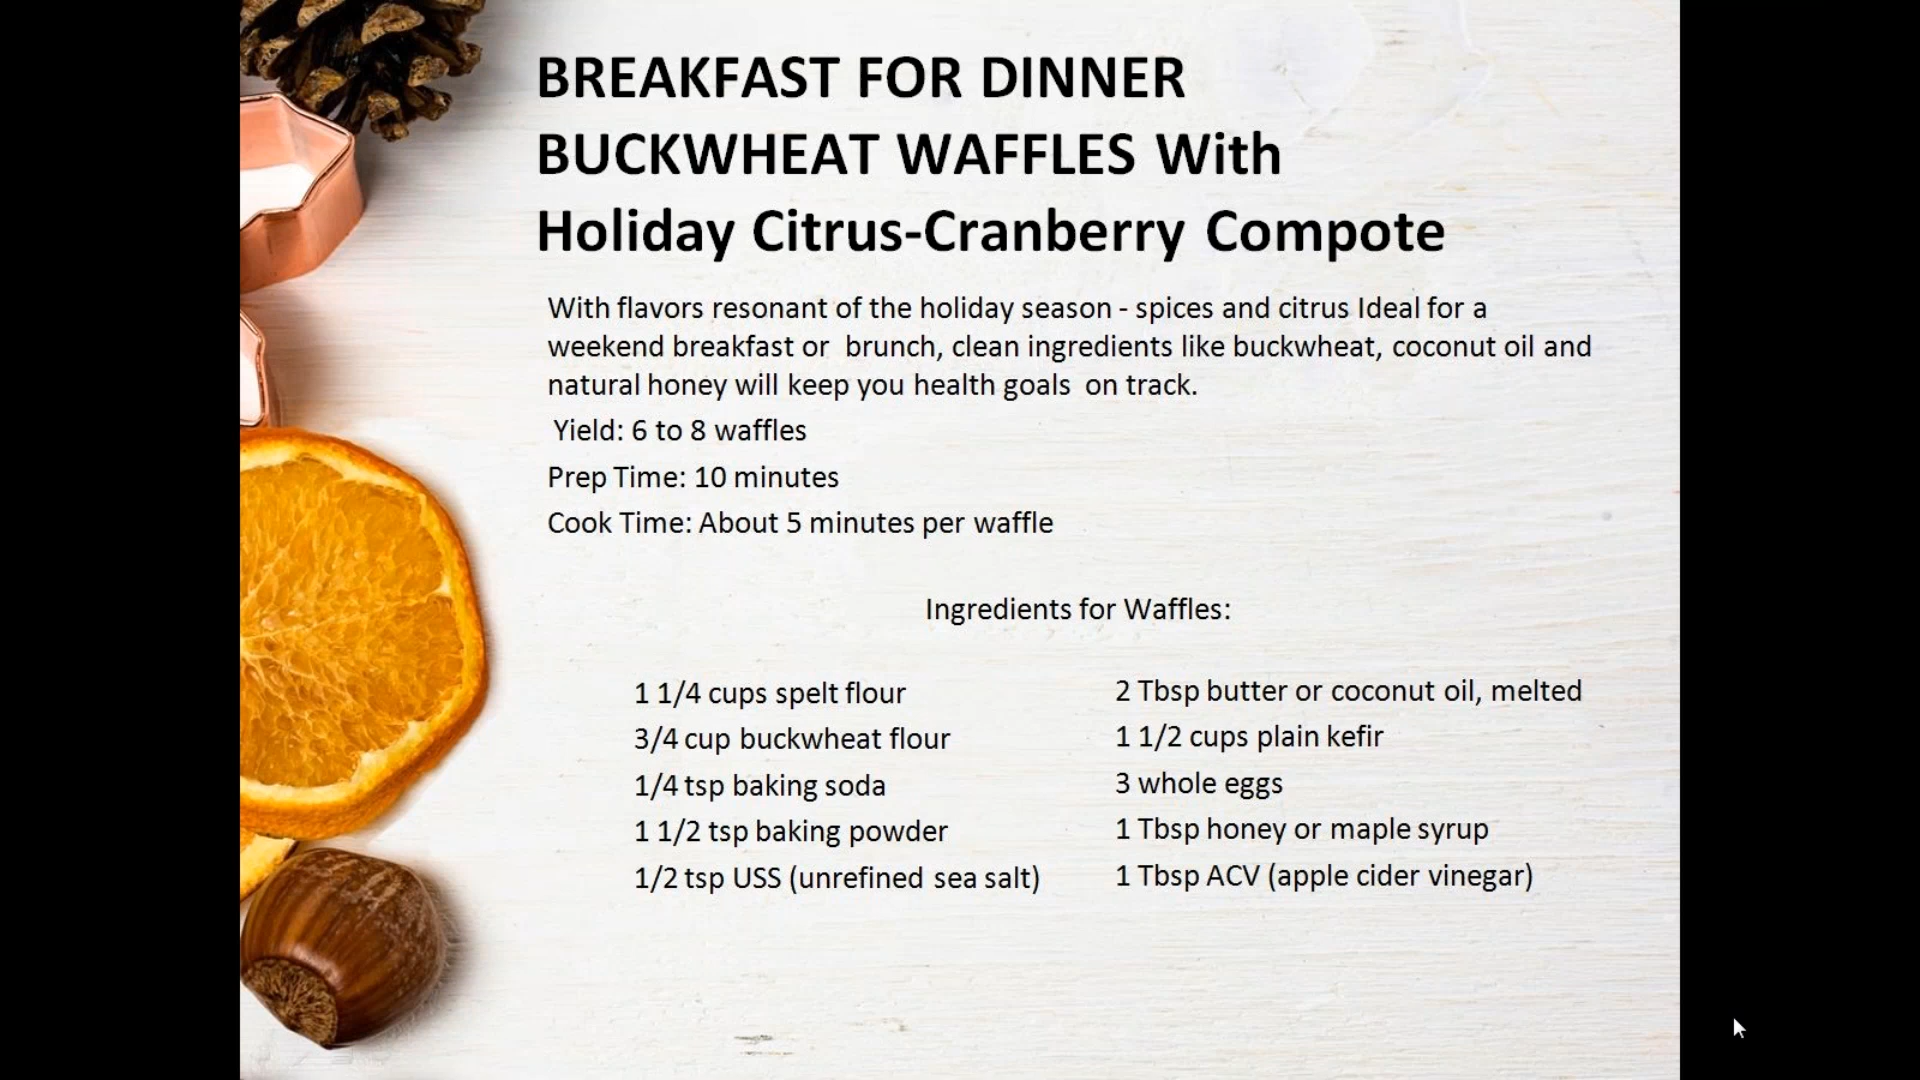 BREAKFAST FOR DINNER
BUCKWHEAT WAFFLES With
Holiday Citrus-Cranberry Compote
With flavors resonant of the holiday season - spices and citrus Ideal for a
weekend breakfast or  brunch, clean ingredients like buckwheat, coconut oil and
natural honey will keep you health goals  on track.
Yield: 6 to 8 waffles
Prep Time: 10 minutes
Cook Time: About 5 minutes per waffle
Ingredients for Waffles:
1 1/4 cups spelt flour
3/4 cup buckwheat flour
1/4 tsp baking soda
1 1/2 tsp baking powder
1/2 tsp USS (unrefined sea salt)
2 Tbsp butter or coconut oil, melted
1 1/2 cups plain kefir
3 whole eggs
1 Tbsp honey or maple syrup
1 Tbsp ACV (apple cider vinegar)